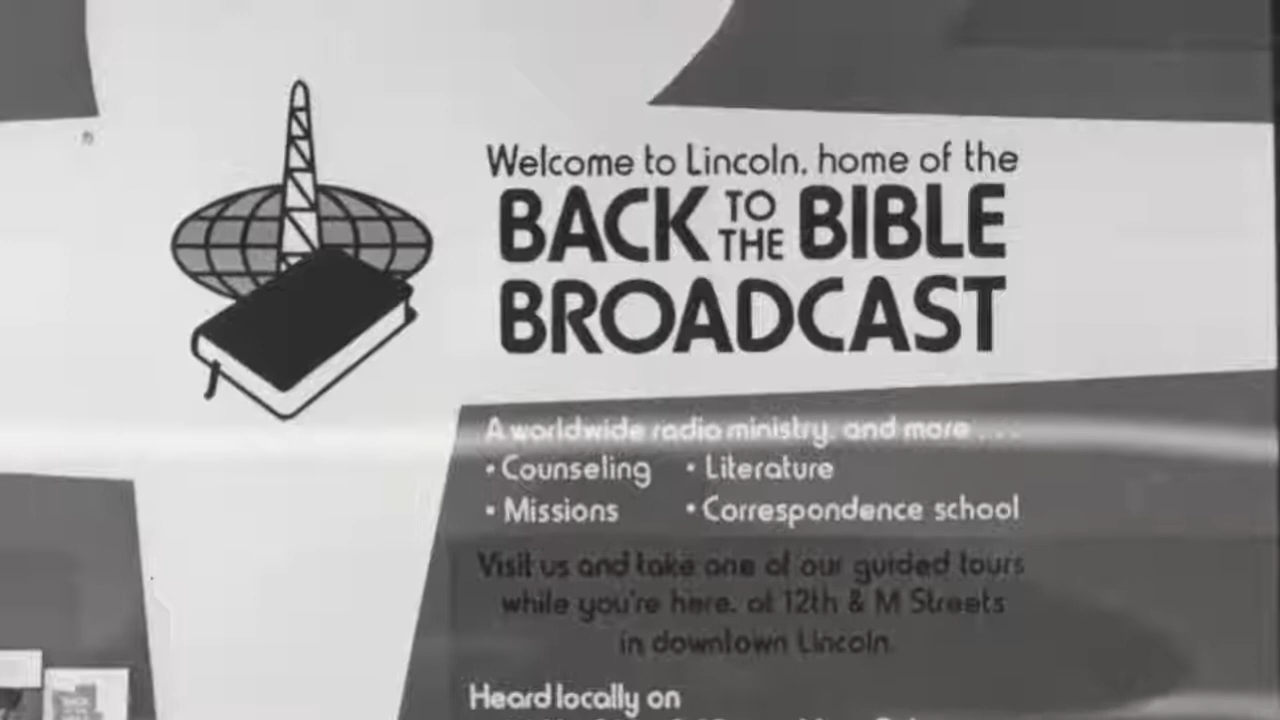 Welcome to Lincoln, home of the
BACK TO THE BIBLE
BROADCAST
A worldwide radio ministry, and more . . .
• Counseling • Literature
• Missions • Correspondence school
Visit us and take one of our guided tours
while you're here, at 12th & M Streets
in downtown Lincoln.
Heard locally on